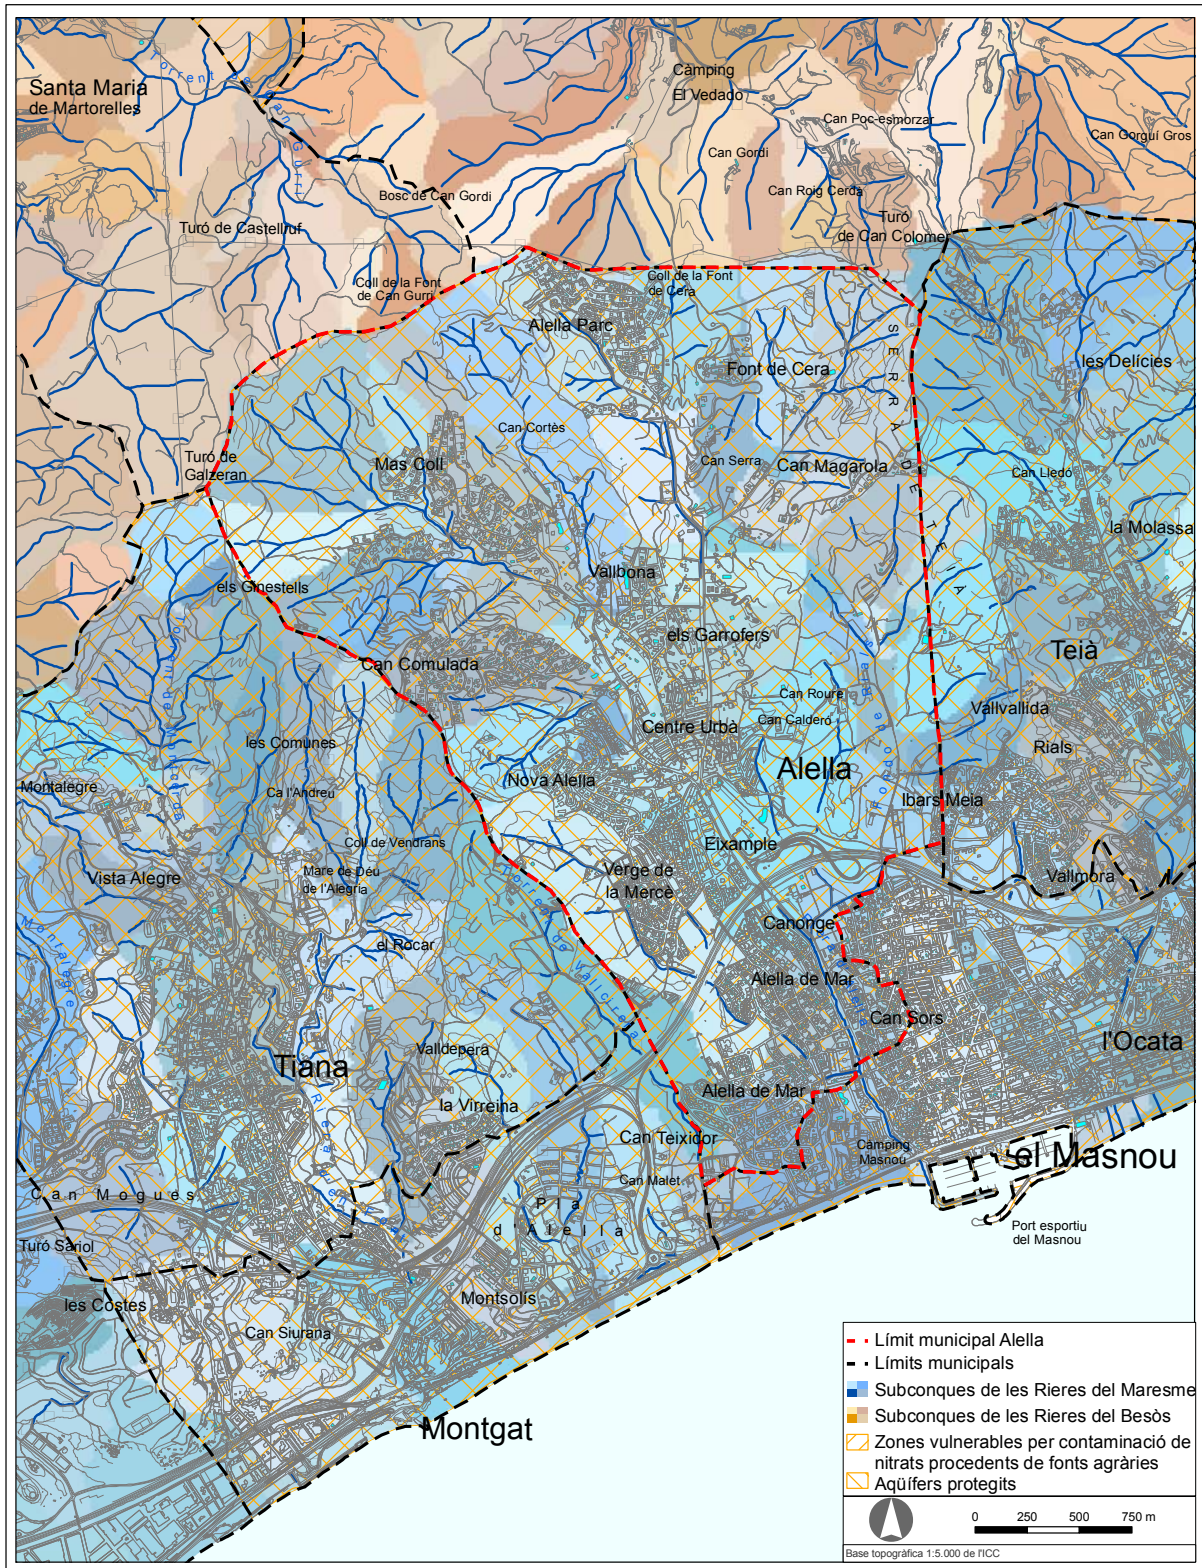 Santa Maria
de Martorelles
Torrent de Can Gurri
Càmping
El Vedado
Can Poc-esmorzar
Can Gorguí Gros
Can Gordi
Bosc de Can Gordi
Can Roig Cerdà
Turó de Castellruf
Turó
de Can Colomer
Coll de la Font
de Can Gurri
Coll de la Font
de Cera
Alella Parc
SERRA DE TEIÀ
les Delícies
Font de Cera
Can Cortès
Turó de
Galzeran
Mas Coll
Can Serra
Can Magarola
Can Lledó
la Molassa
Vallbona
els Ginestells
els Garrofers
Teià
Can Comulada
Can Roure
Vallvallida
Can Calderó
Centre Urbà
Rials
les Comunes
Alella
Nova Alella
Montalegre
Ca l'Andreu
Ibars Meia
Coll de Vendrans
Eixample
Vista Alegre
Mare de Déu
de l'Alegria
Verge de
la Mercè
Vallmora
Montalegre
Canonge
el Rocar
Alella de Mar
Can Sors
l'Ocata
Valldeperà
Tiana
Alella de Mar
la Virreina
Can Teixidor
Càmping
Masnou
el Masnou
Can Malet
Can Mogues
Pla
d'Alella
Port esportiu
del Masnou
Turó Sariol
les Costes
Montsolís
Can Siurana
Montgat
Límit municipal Alella
Límits municipals
Subconques de les Rieres del Maresme
Subconques de les Rieres del Besòs
Zones vulnerables per contaminació de
nitrats procedents de fonts agràries
Aqüífers protegits
0 250 500 750 m
Base topogràfica 1:5.000 de l'ICC